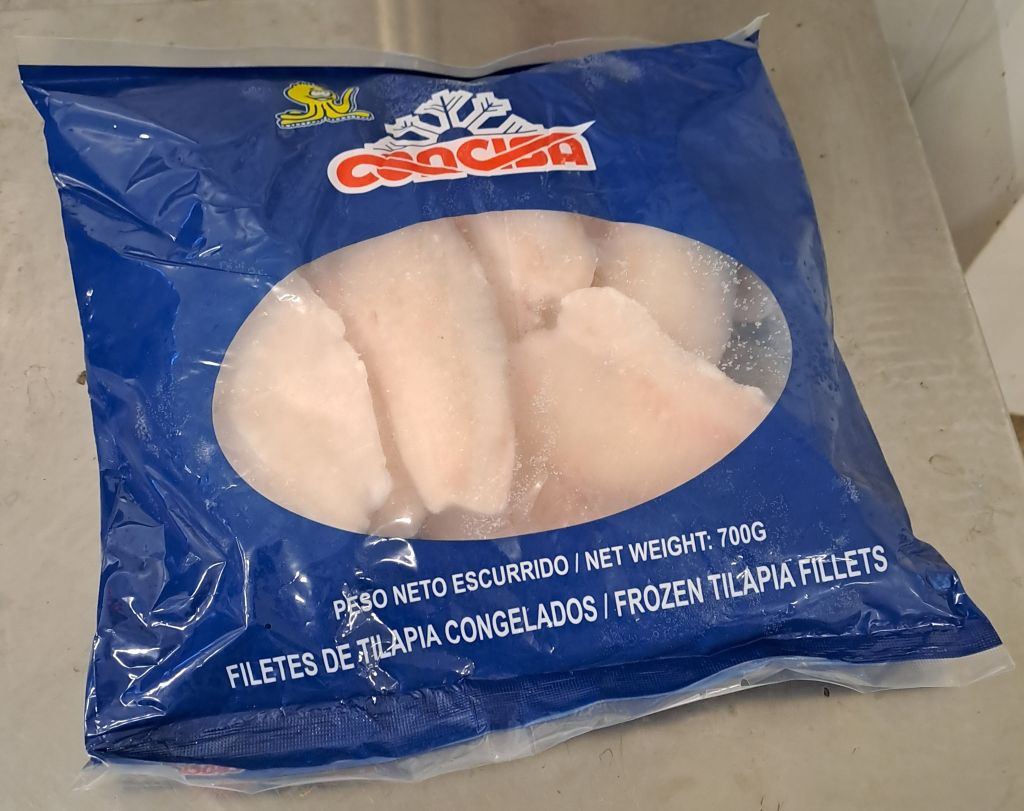 CONCISA
PESO NETO ESCURRIDO / NET WEIGHT: 700G
FILETES DE TILAPIA CONGELADOS / FROZEN TILAPIA FILLETS